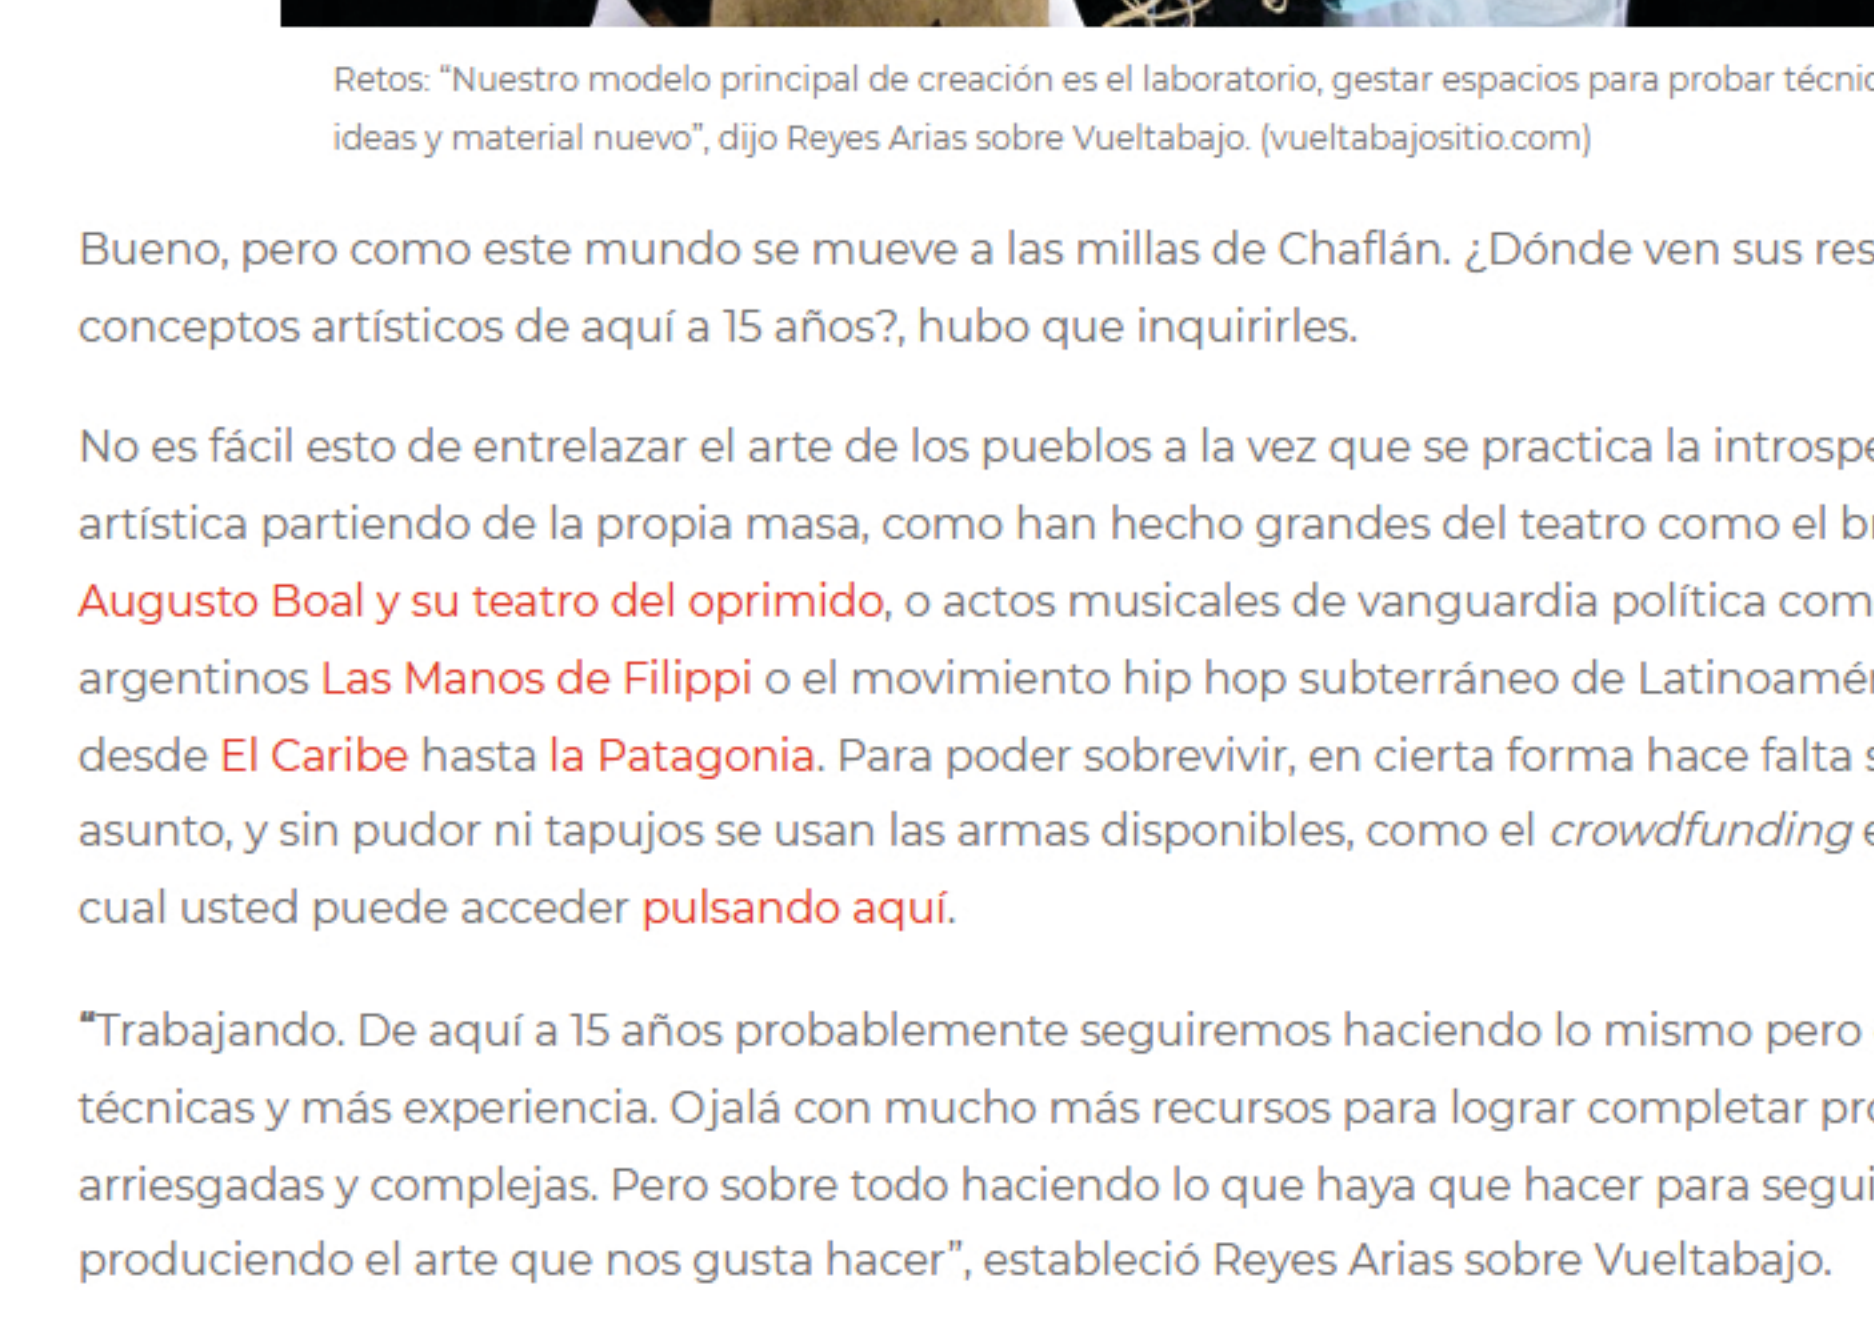 Retos: “Nuestro modelo principal de creación es el laboratorio, gestar espacios para probar
ideas y material nuevo”, dijo Reyes Arias sobre Vueltabajo. (vueltabajositio.com)
Bueno, pero como este mundo se mueve a las millas de Chaflán. ¿Dónde ven sus
conceptos artísticos de aquí a 15 años?, hubo que inquirirles.
No es fácil esto de entrelazar el arte de los pueblos a la vez que se practica la
artística partiendo de la propia masa, como han hecho grandes del teatro como el
Augusto Boal y su teatro del oprimido, o actos musicales de vanguardia política
argentinos Las Manos de Filippi o el movimiento hip hop subterráneo de
desde El Caribe hasta la Patagonia. Para poder sobrevivir, en cierta forma hace falta
asunto, y sin pudor ni tapujos se usan las armas disponibles, como el crowdfunding
cual usted puede acceder pulsando aquí.
“Trabajando. De aquí a 15 años probablemente seguiremos haciendo lo mismo pero
técnicas y más experiencia. Ojalá con mucho más recursos para lograr completar
arriesgadas y complejas. Pero sobre todo haciendo lo que haya que hacer para
produciendo el arte que nos gusta hacer”, estableció Reyes Arias sobre Vueltabajo.